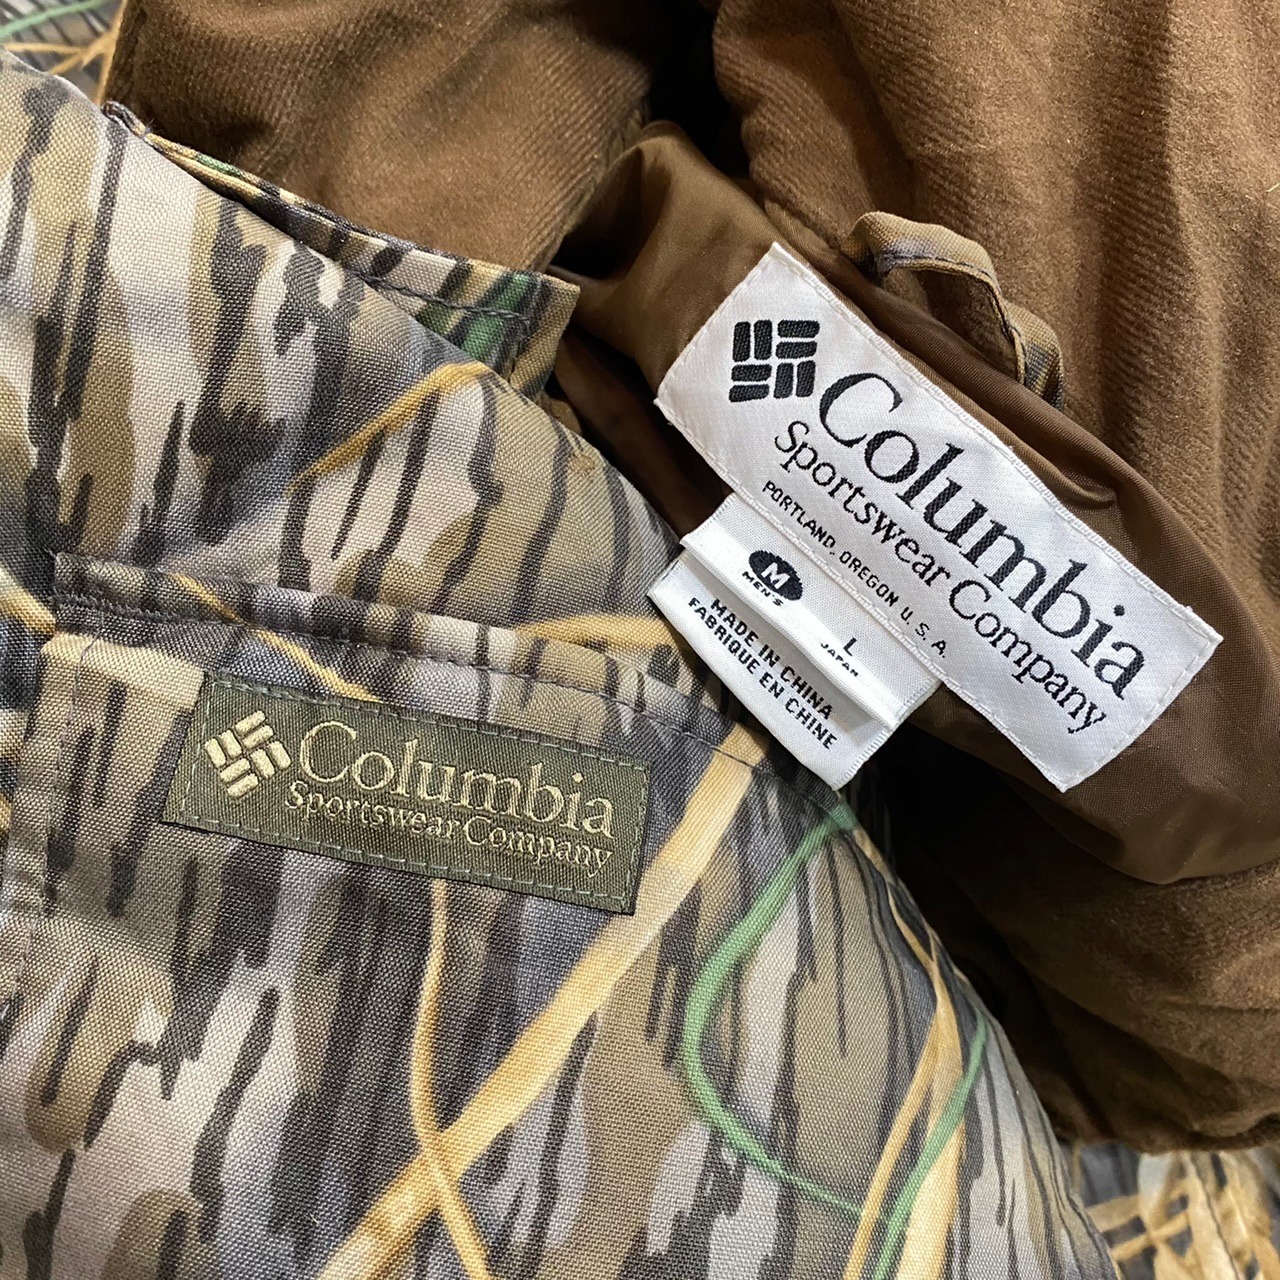 Columbia
Sportswear Company
PORTLAND, OREGON U.S.A.
M
MEN'S
L
JAPAN
MADE IN CHINA
FABRIQUE EN CHINE
Columbia
Sportswear Company